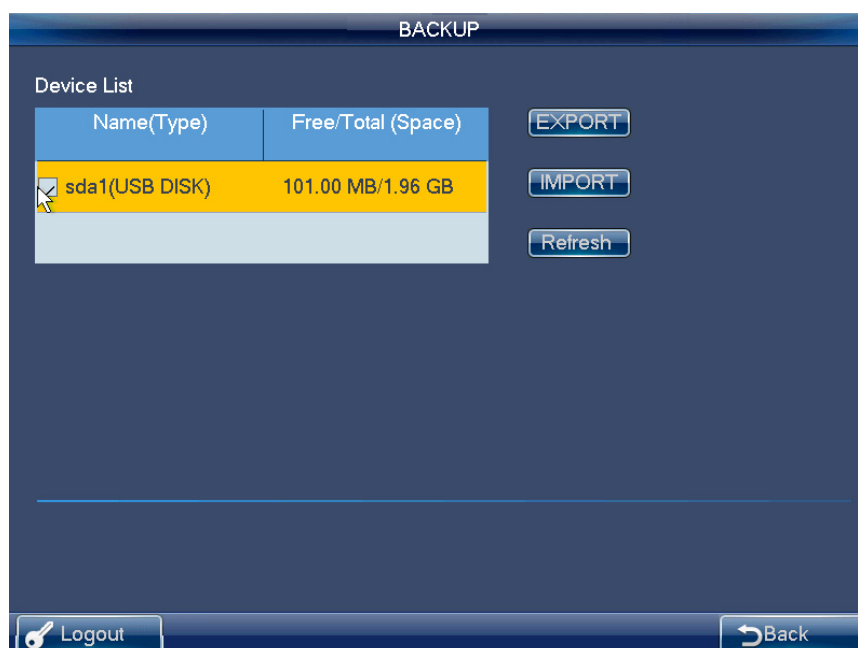 BACKUP
Device List
Name(Type) Free/Total (Space) EXPORT
sda1(USB DISK) 101.00 MB/1.96 GB IMPORT
Refresh
Logout Back